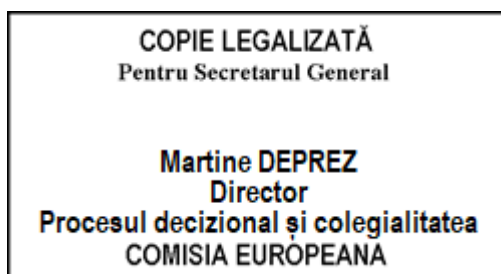 COPIE LEGALIZATĂ
Pentru Secretarul General
Martine DEPREZ
Director
Procesul decizional și colegialitatea
COMISIA EUROPEANA